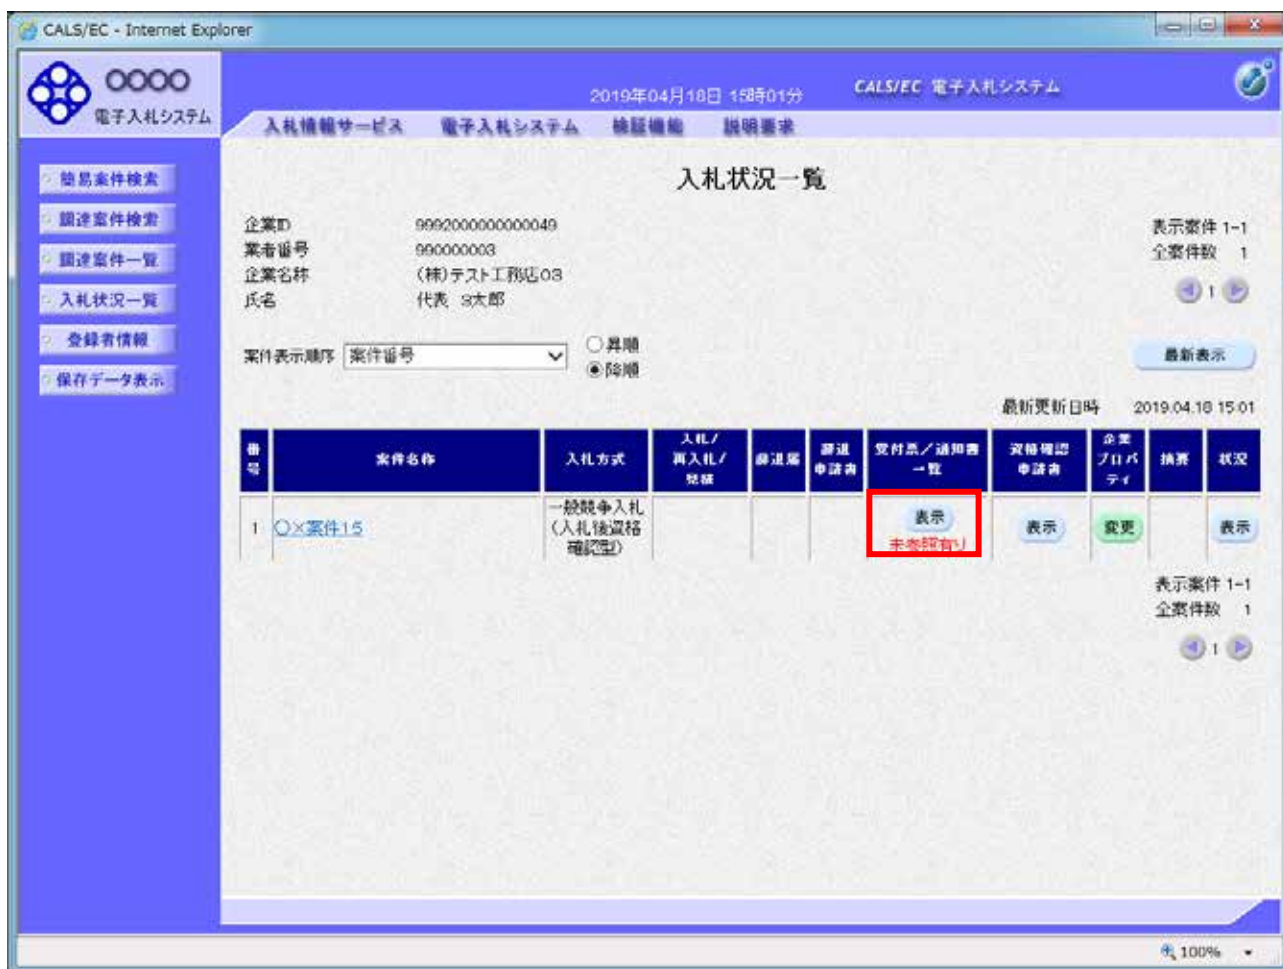 CALS/EC - Internet Explorer
○○○○
電子入札システム
2019年04月18日 15時01分
CALS/EC 電子入札システム
入札情報サービス 電子入札システム 検証機能 説明要求
簡易案件検索
調達案件検索
調達案件一覧
入札状況一覧
登録者情報
保存データ表示
入札状況一覧
企業ID 9992000000000049
業者番号 990000003
企業名称 (株)テスト工務店03
氏名 代表 S太郎
表示案件 1-1
全案件数 1
1
案件表示順序 案件番号
昇順
降順
最新表示
最新更新日時 2019.04.18 15:01
番号 案件名称 入札方式 入札/再入札/見積 辞退届 辞退申請書 受付票/通知書一覧 資格確認申請書 企業プロパティ 摘要 状況
1 ○×案件15 一般競争入札(入札後資格確認型) 表示 未参照有り 表示 変更 表示
表示案件 1-1
全案件数 1
1
100%